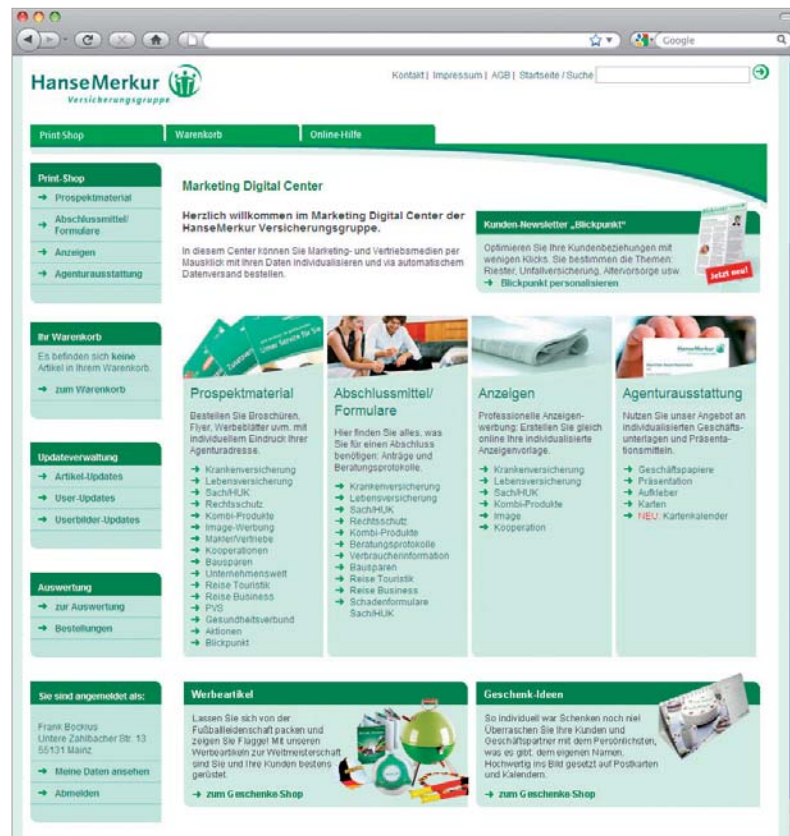 Google
HanseMerkur
Versicherungsgruppe
Kontakt | Impressum | AGB | Startseite / Suche
Print-Shop
Warenkorb
Online-Hilfe
Print-Shop
→ Prospektmaterial
→ Abschlussmittel/
Formulare
→ Anzeigen
→ Agenturausstattung
Ihr Warenkorb
Es befinden sich keine
Artikel in Ihrem Warenkorb.
→ zum Warenkorb
Updateverwaltung
→ Artikel-Updates
→ User-Updates
→ Userbilder-Updates
Auswertung
→ zur Auswertung
→ Bestellungen
Sie sind angemeldet als:
Frank Bockius
Untere Zahlbacher Str. 13
55131 Mainz
→ Meine Daten ansehen
→ Abmelden
Marketing Digital Center
Herzlich willkommen im Marketing Digital Center der
HanseMerkur Versicherungsgruppe.
In diesem Center können Sie Marketing- und Vertriebsmedien per
Mausklick mit Ihren Daten individualisieren und via automatischem
Datenversand bestellen.
Kunden-Newsletter „Blickpunkt“
Optimieren Sie Ihre Kundenbeziehungen mit
wenigen Klicks. Sie bestimmen die Themen:
Riester, Unfallversicherung, Altervorsorge usw.
→ Blickpunkt personalisieren
Jetzt neu!
Unser Service für Sie
Prospektmaterial
Bestellen Sie Broschüren,
Flyer, Werbeblätter uvm. mit
individuellem Eindruck Ihrer
Agenturadresse.
→ Krankenversicherung
→ Lebensversicherung
→ Sach/HUK
→ Rechtsschutz
→ Kombi-Produkte
→ Image-Werbung
→ Makler/Vertriebe
→ Kooperationen
→ Bausparen
→ Unternehmenswelt
→ Reise Touristik
→ Reise Business
→ PVS
→ Gesundheitsverbund
→ Aktionen
→ Blickpunkt
Abschlussmittel/
Formulare
Hier finden Sie alles, was
Sie für einen Abschluss
benötigen: Anträge und
Beratungsprotokolle.
→ Krankenversicherung
→ Lebensversicherung
→ Sach/HUK
→ Rechtsschutz
→ Kombi-Produkte
→ Beratungsprotokolle
→ Verbraucherinformation
→ Bausparen
→ Reise Touristik
→ Reise Business
→ Schadenformulare
Sach/HUK
Anzeigen
Professionelle Anzeigen-
werbung: Erstellen Sie gleich
online Ihre individualisierte
Anzeigenvorlage.
→ Krankenversicherung
→ Lebensversicherung
→ Sach/HUK
→ Kombi-Produkte
→ Image
→ Kooperation
HanseMerkur
Agenturausstattung
Nutzen Sie unser Angebot an
individualisierten Geschäfts-
unterlagen und Präsenta-
tionsmitteln.
→ Geschäftspapiere
→ Präsentation
→ Aufkleber
→ Karten
→ NEU: Kartenkalender
Werbeartikel
Lassen Sie sich von der
Fußballleidenschaft packen und
zeigen Sie Flagge! Mit unseren
Werbeartikeln zur Weltmeisterschaft
sind Sie und Ihre Kunden bestens
gerüstet.
→ zum Geschenke-Shop
Geschenk-Ideen
So individuell war Schenken noch nie!
Überraschen Sie Ihre Kunden und
Geschäftspartner mit dem Persönlichsten,
was es gibt: dem eigenen Namen.
Hochwertig ins Bild gesetzt auf Postkarten
und Kalendern.
→ zum Geschenke-Shop